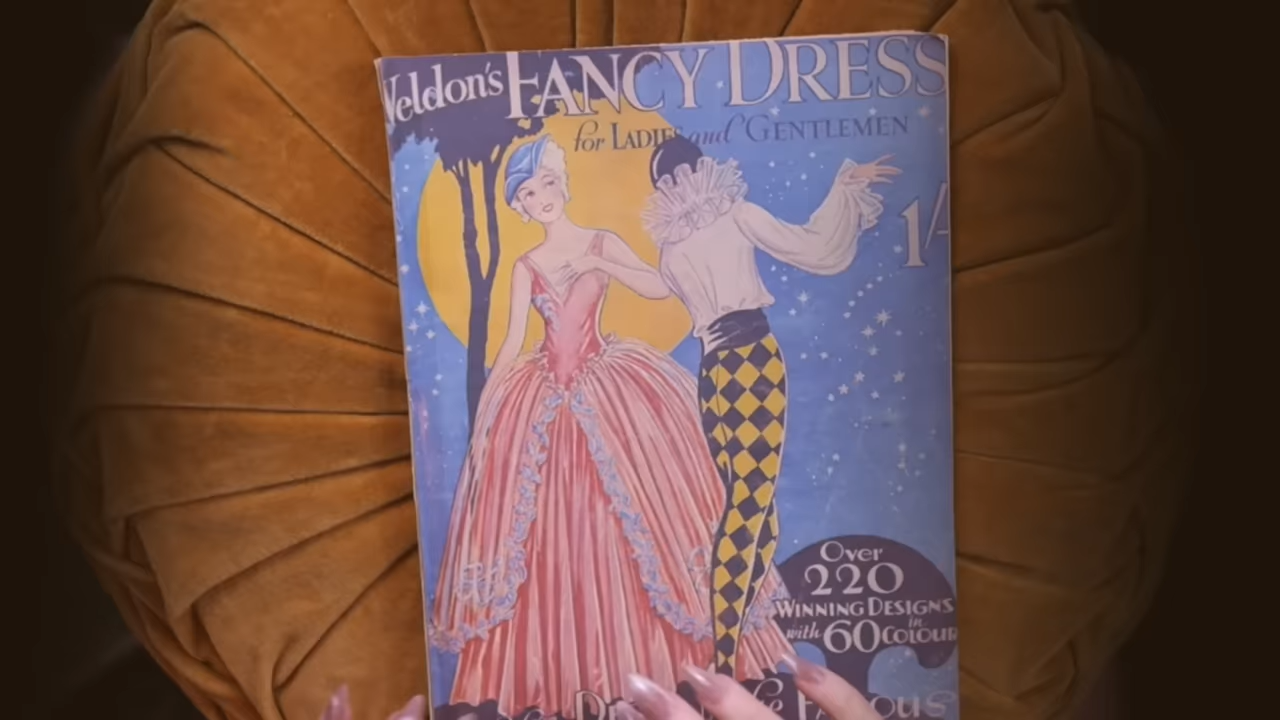 Weldon's FANCY DRESS
for LADIES and GENTLEMEN
1/-
Over
220
WINNING DESIGNS
with 60 in COLOUR